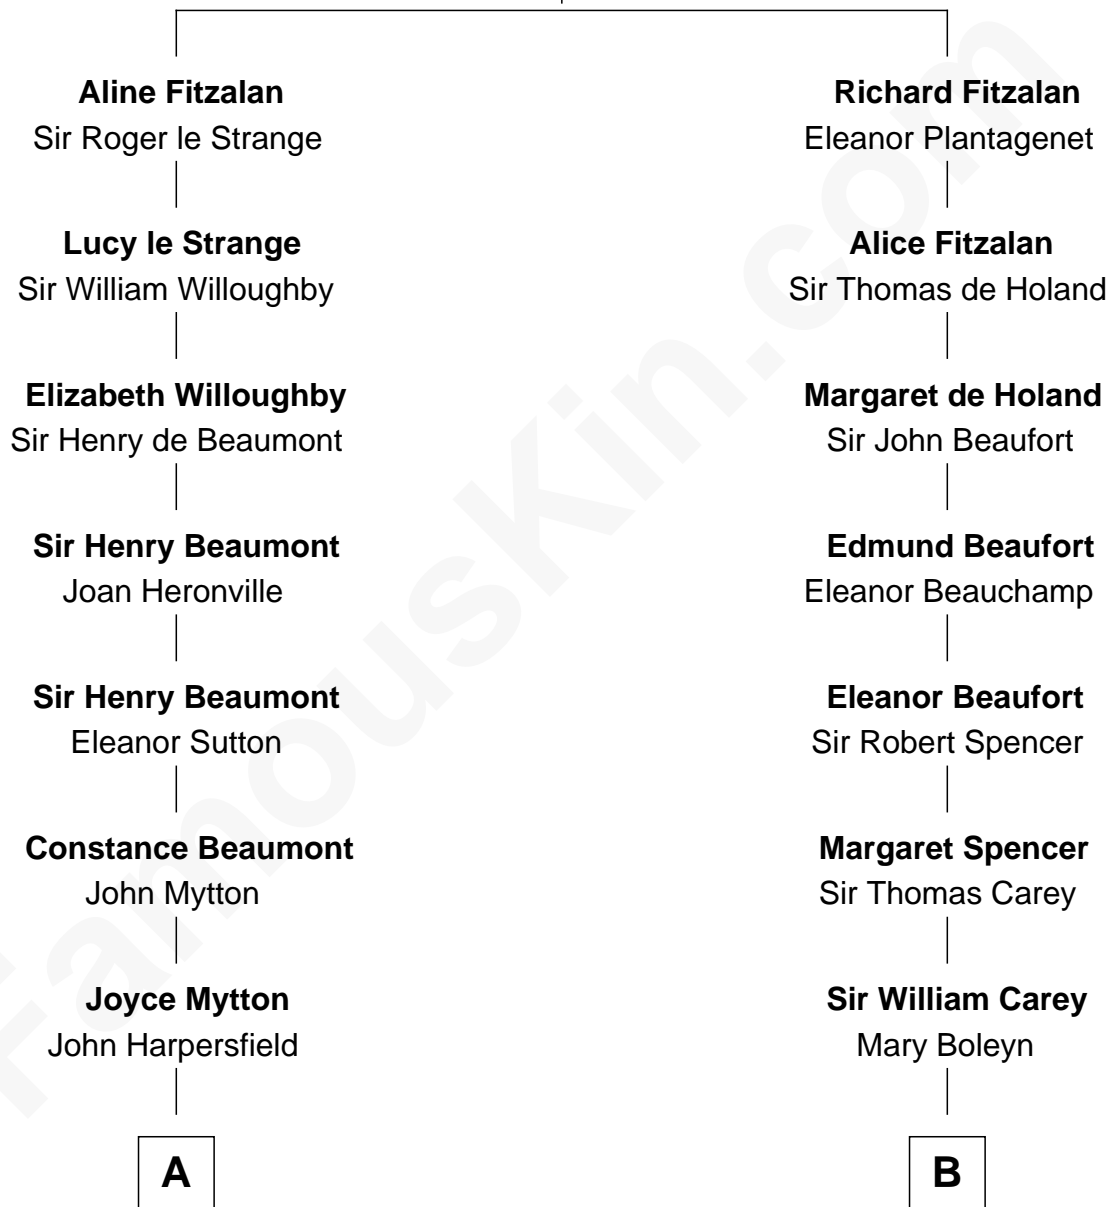 Aline Fitzalan
Sir Roger le Strange
Lucy le Strange
Sir William Willoughby
Elizabeth Willoughby
Sir Henry de Beaumont
Sir Henry Beaumont
Joan Heronville
Sir Henry Beaumont
Eleanor Sutton
Constance Beaumont
John Mytton
Joyce Mytton
John Harpersfield
A
Richard Fitzalan
Eleanor Plantagenet
Alice Fitzalan
Sir Thomas de Holand
Margaret de Holand
Sir John Beaufort
Edmund Beaufort
Eleanor Beauchamp
Eleanor Beaufort
Sir Robert Spencer
Margaret Spencer
Sir Thomas Carey
Sir William Carey
Mary Boleyn
B
FamousKin.com